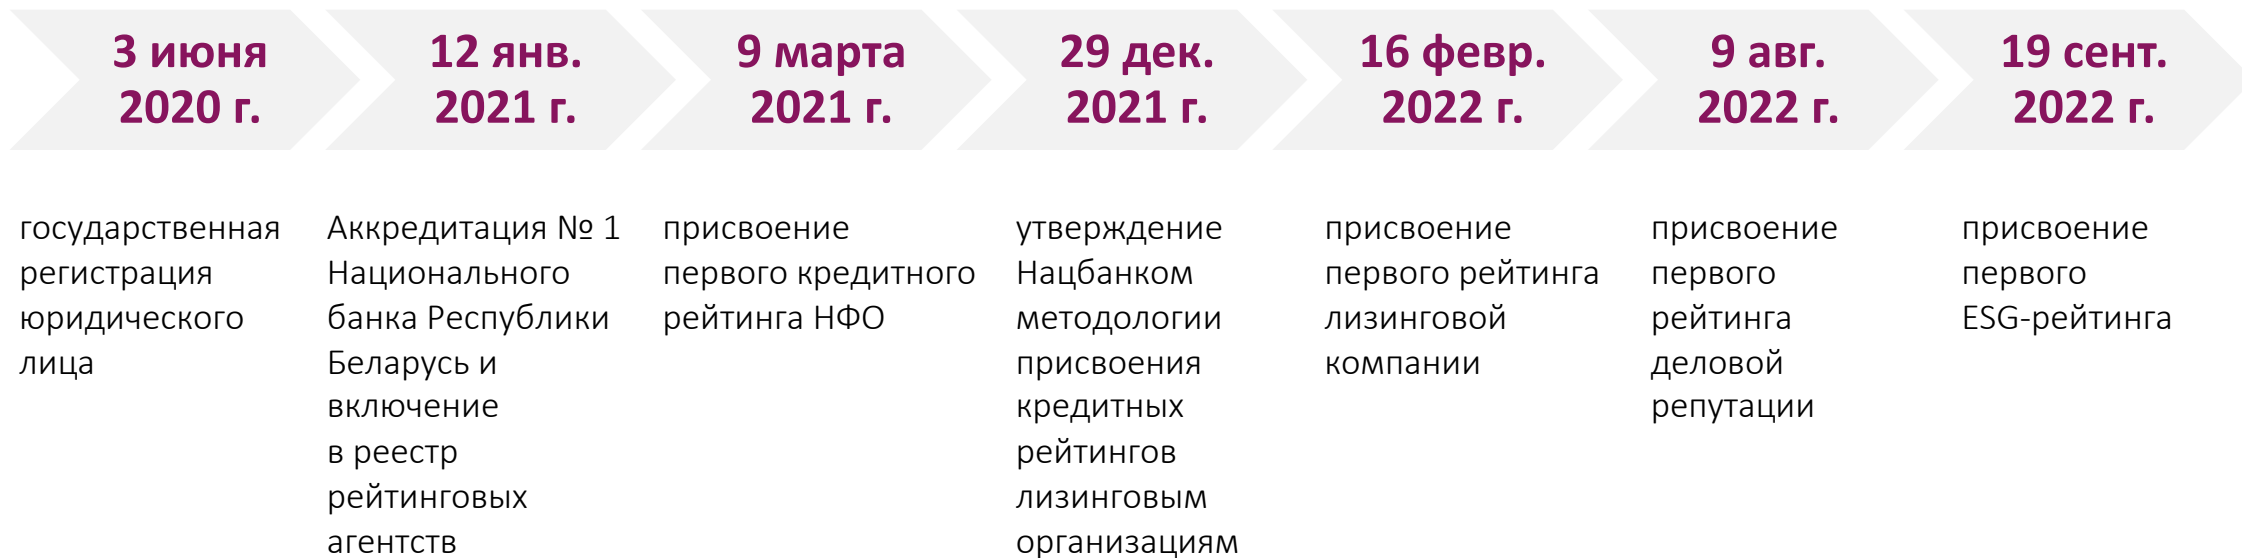 3 июня
2020 г.
12 янв.
2021 г.
9 марта
2021 г.
29 дек.
2021 г.
16 февр.
2022 г.
9 авг.
2022 г.
19 сент.
2022 г.
государственная
регистрация
юридического
лица
Аккредитация № 1
Национального
банка Республики
Беларусь и
включение
в реестр
рейтинговых
агентств
присвоение
первого кредитного
рейтинга НФО
утверждение
Нацбанком
методологии
присвоения
кредитных
рейтингов
лизинговым
организациям
присвоение
первого рейтинга
лизинговой
компании
присвоение
первого
рейтинга
деловой
репутации
присвоение
первого
ESG-рейтинга